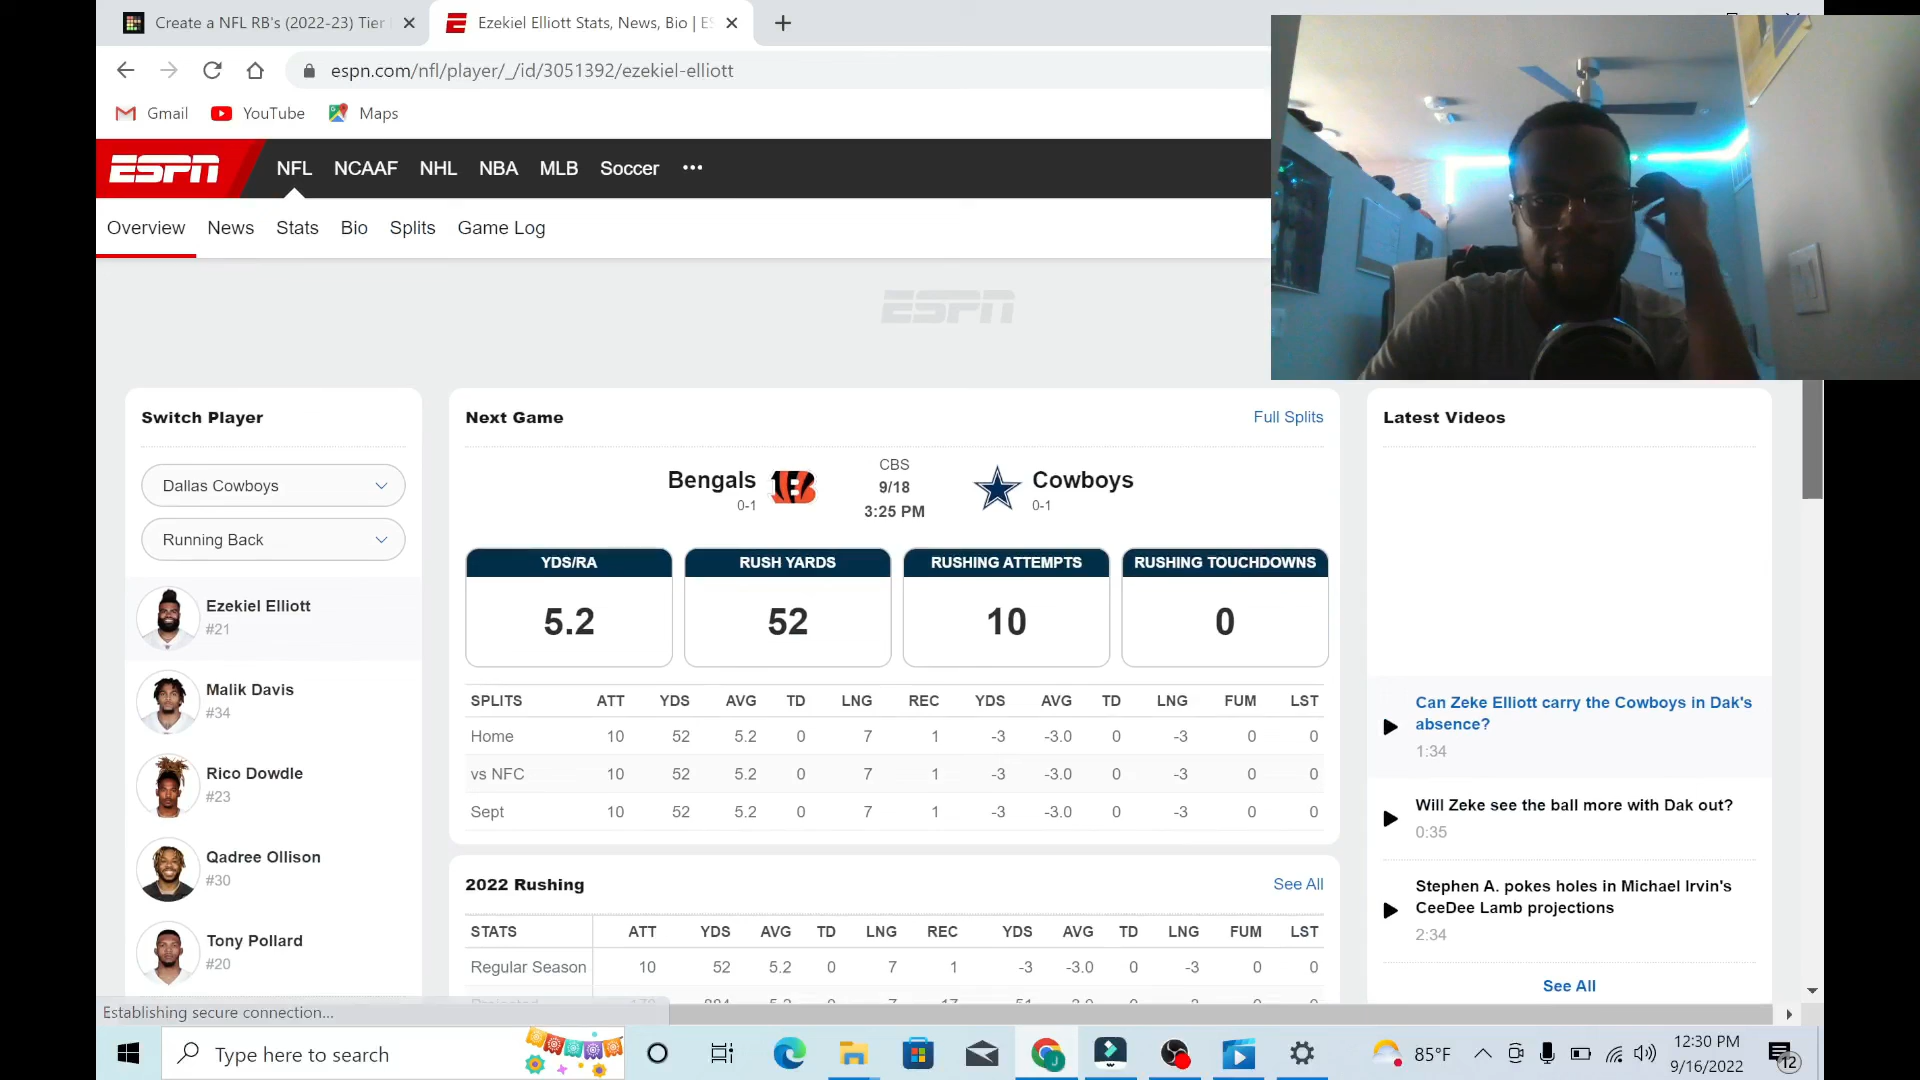 Create a NFL RB's (2022-23) Tier
Ezekiel Elliott Stats, News, Bio | ES
espn.com/nfl/player/_/id/3051392/ezekiel-elliott
Gmail YouTube Maps
ESPN NFL NCAAF NHL NBA MLB Soccer
Overview News Stats Bio Splits Game Log
ESPN
Switch Player
Dallas Cowboys
Running Back
Ezekiel Elliott
#21
Malik Davis
#34
Rico Dowdle
#23
Qadree Ollison
#30
Tony Pollard
#20
Next Game Full Splits
Bengals
0-1
CBS
9/18
3:25 PM
Cowboys
0-1
YDS/RA RUSH YARDS RUSHING ATTEMPTS RUSHING TOUCHDOWNS
5.2 52 10 0
SPLITS ATT YDS AVG TD LNG REC YDS AVG TD LNG FUM LST
Home 10 52 5.2 0 7 1 -3 -3.0 0 -3 0 0
vs NFC 10 52 5.2 0 7 1 -3 -3.0 0 -3 0 0
Sept 10 52 5.2 0 7 1 -3 -3.0 0 -3 0 0
2022 Rushing See All
STATS ATT YDS AVG TD LNG REC YDS AVG TD LNG FUM LST
Regular Season 10 52 5.2 0 7 1 -3 -3.0 0 -3 0 0
Latest Videos
Can Zeke Elliott carry the Cowboys in Dak's
absence?
1:34
Will Zeke see the ball more with Dak out?
0:35
Stephen A. pokes holes in Michael Irvin's
CeeDee Lamb projections
2:34
See All
Establishing secure connection...
Type here to search
85°F
12:30 PM
9/16/2022
12